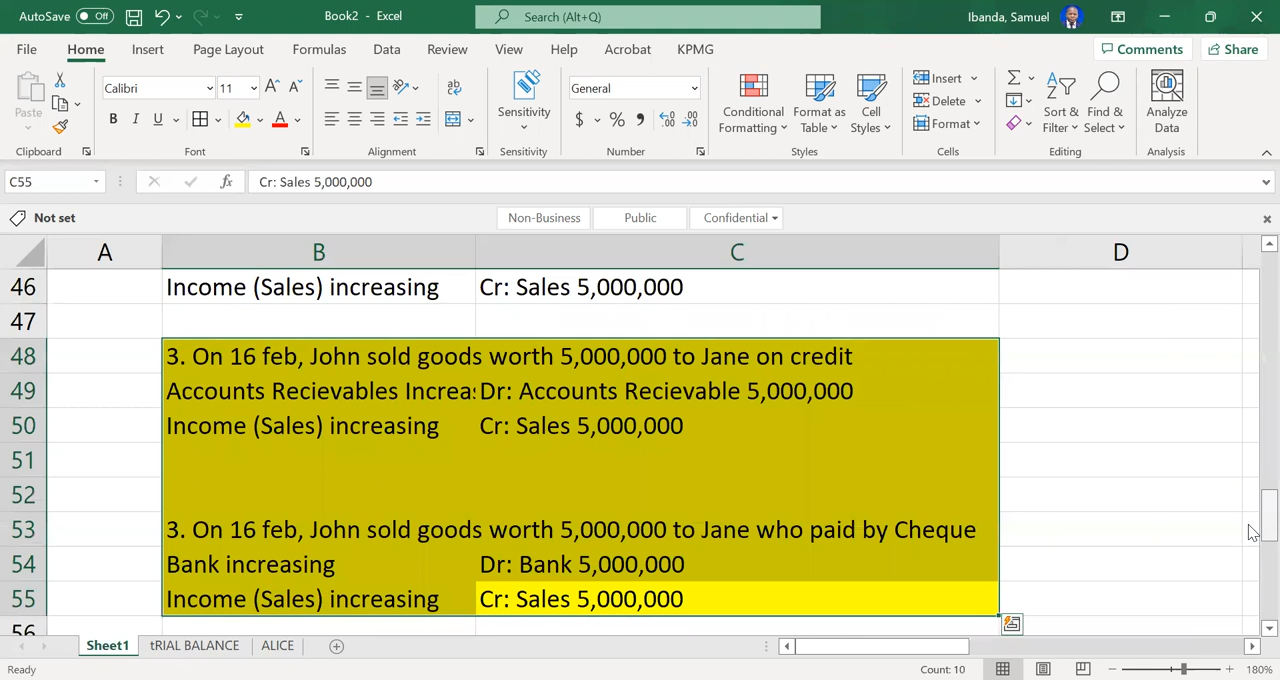 AutoSave Off Book2 - Excel Search (Alt+Q) Ibanda, Samuel
File Home Insert Page Layout Formulas Data Review View Help Acrobat KPMG Comments Share
Paste Calibri 11 General Insert
B I U Sensitivity $ % Conditional Formatting Format as Table Cell Styles Delete Format Sort & Filter Find & Select Analyze Data
Clipboard Font Alignment Sensitivity Number Styles Cells Editing Analysis
C55 fx Cr: Sales 5,000,000
Not set Non-Business Public Confidential
A B C D
46 Income (Sales) increasing Cr: Sales 5,000,000
47
48 3. On 16 feb, John sold goods worth 5,000,000 to Jane on credit
49 Accounts Recievables Increa Dr: Accounts Recievable 5,000,000
50 Income (Sales) increasing Cr: Sales 5,000,000
51
52
53 3. On 16 feb, John sold goods worth 5,000,000 to Jane who paid by Cheque
54 Bank increasing Dr: Bank 5,000,000
55 Income (Sales) increasing Cr: Sales 5,000,000
56
Sheet1 tRIAL BALANCE ALICE
Ready Count: 10 180%